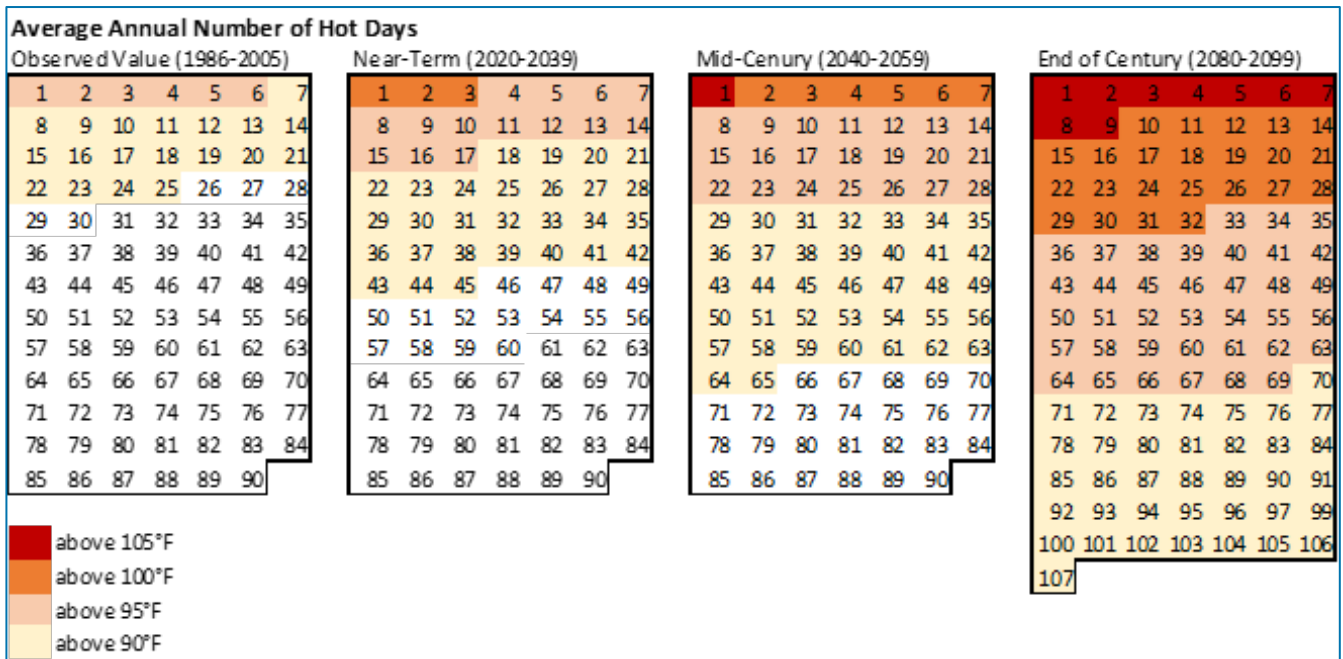 Average Annual Number of Hot Days
Observed Value (1986-2005)
1 2 3 4 5 6 7
8 9 10 11 12 13 14
15 16 17 18 19 20 21
22 23 24 25 26 27 28
29 30 31 32 33 34 35
36 37 38 39 40 41 42
43 44 45 46 47 48 49
50 51 52 53 54 55 56
57 58 59 60 61 62 63
64 65 66 67 68 69 70
71 72 73 74 75 76 77
78 79 80 81 82 83 84
85 86 87 88 89 90
Near-Term (2020-2039)
1 2 3 4 5 6 7
8 9 10 11 12 13 14
15 16 17 18 19 20 21
22 23 24 25 26 27 28
29 30 31 32 33 34 35
36 37 38 39 40 41 42
43 44 45 46 47 48 49
50 51 52 53 54 55 56
57 58 59 60 61 62 63
64 65 66 67 68 69 70
71 72 73 74 75 76 77
78 79 80 81 82 83 84
85 86 87 88 89 90
Mid-Cenury (2040-2059)
1 2 3 4 5 6 7
8 9 10 11 12 13 14
15 16 17 18 19 20 21
22 23 24 25 26 27 28
29 30 31 32 33 34 35
36 37 38 39 40 41 42
43 44 45 46 47 48 49
50 51 52 53 54 55 56
57 58 59 60 61 62 63
64 65 66 67 68 69 70
71 72 73 74 75 76 77
78 79 80 81 82 83 84
85 86 87 88 89 90
End of Century (2080-2099)
1 2 3 4 5 6 7
8 9 10 11 12 13 14
15 16 17 18 19 20 21
22 23 24 25 26 27 28
29 30 31 32 33 34 35
36 37 38 39 40 41 42
43 44 45 46 47 48 49
50 51 52 53 54 55 56
57 58 59 60 61 62 63
64 65 66 67 68 69 70
71 72 73 74 75 76 77
78 79 80 81 82 83 84
85 86 87 88 89 90 91
92 93 94 95 96 97 99
100 101 102 103 104 105 106
107
above 105°F
above 100°F
above 95°F
above 90°F